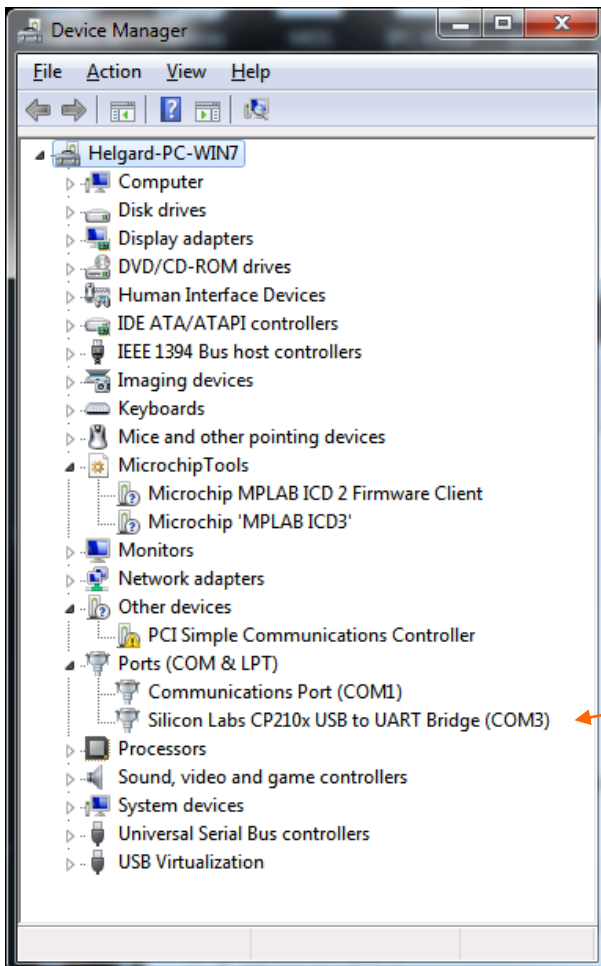 Device Manager
File Action View Help
Helgard-PC-WIN7
Computer
Disk drives
Display adapters
DVD/CD-ROM drives
Human Interface Devices
IDE ATA/ATAPI controllers
IEEE 1394 Bus host controllers
Imaging devices
Keyboards
Mice and other pointing devices
MicrochipTools
Microchip MPLAB ICD 2 Firmware Client
Microchip 'MPLAB ICD3'
Monitors
Network adapters
Other devices
PCI Simple Communications Controller
Ports (COM & LPT)
Communications Port (COM1)
Silicon Labs CP210x USB to UART Bridge (COM3)
Processors
Sound, video and game controllers
System devices
Universal Serial Bus controllers
USB Virtualization